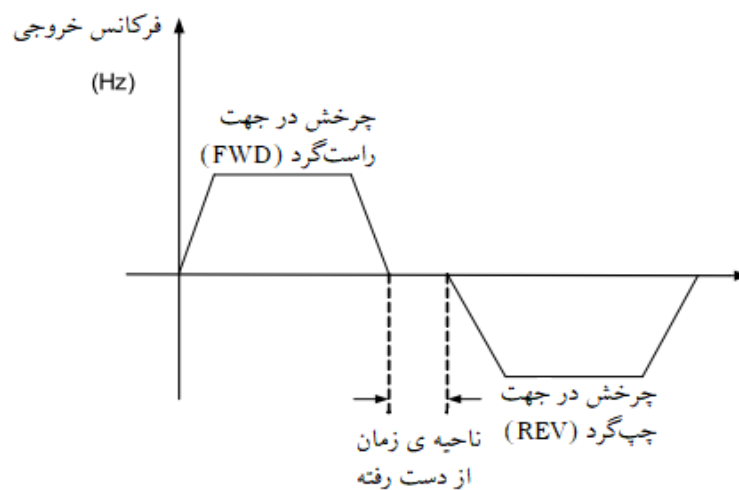 فرکانس خروجی
(Hz)
چرخش در جهت
راست‌گرد (FWD)
چرخش در جهت
چپ‌گرد (REV)
ناحیه ی زمان
از دست رفته